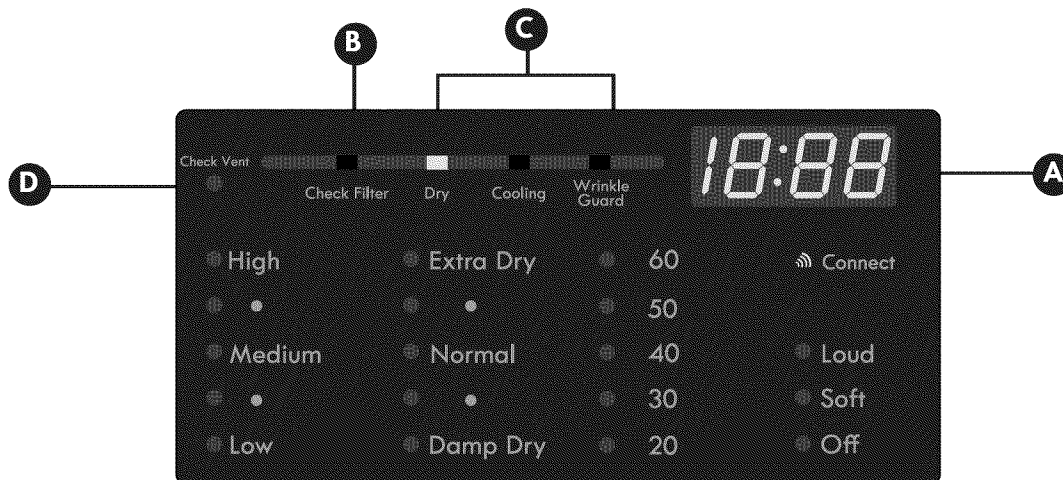 B
C
Check Vent
18:88
D
A
Check Filter
Dry
Cooling
Wrinkle
Guard
High
Extra Dry
60
Connect
50
Medium
Normal
40
Loud
30
Soft
Low
Damp Dry
20
Off